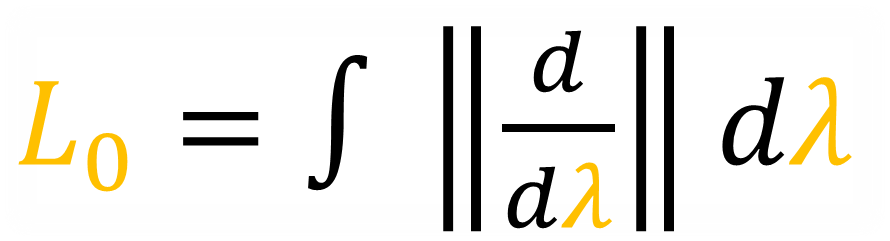 L₀ = ∫ ‖d/dλ‖ dλ